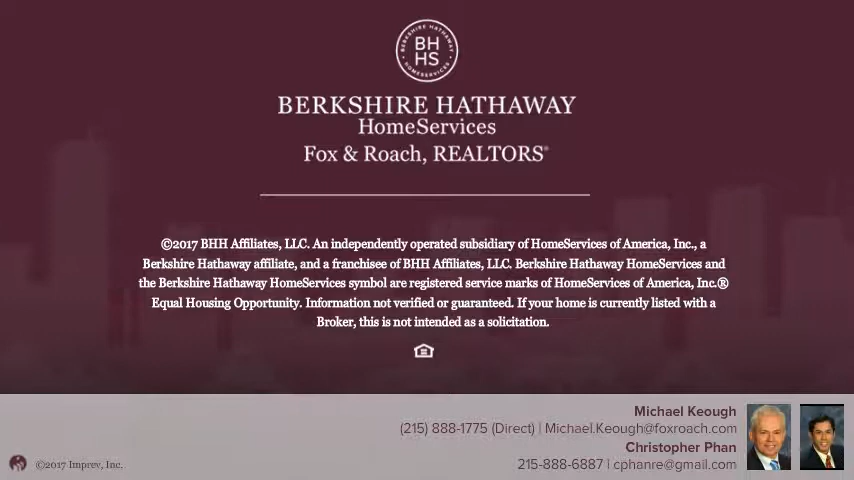 BERKSHIRE HATHAWAY
HOMESERVICES
BH
HS
BERKSHIRE HATHAWAY
HomeServices
Fox & Roach, REALTORS®
©2017 BHH Affiliates, LLC. An independently operated subsidiary of HomeServices of America, Inc., a
Berkshire Hathaway affiliate, and a franchisee of BHH Affiliates, LLC. Berkshire Hathaway HomeServices and
the Berkshire Hathaway HomeServices symbol are registered service marks of HomeServices of America, Inc.®
Equal Housing Opportunity. Information not verified or guaranteed. If your home is currently listed with a
Broker, this is not intended as a solicitation.
Michael Keough
(215) 888-1775 (Direct) | Michael.Keough@foxroach.com
Christopher Phan
215-888-6887 | cphanre@gmail.com
©2017 Imprev, Inc.